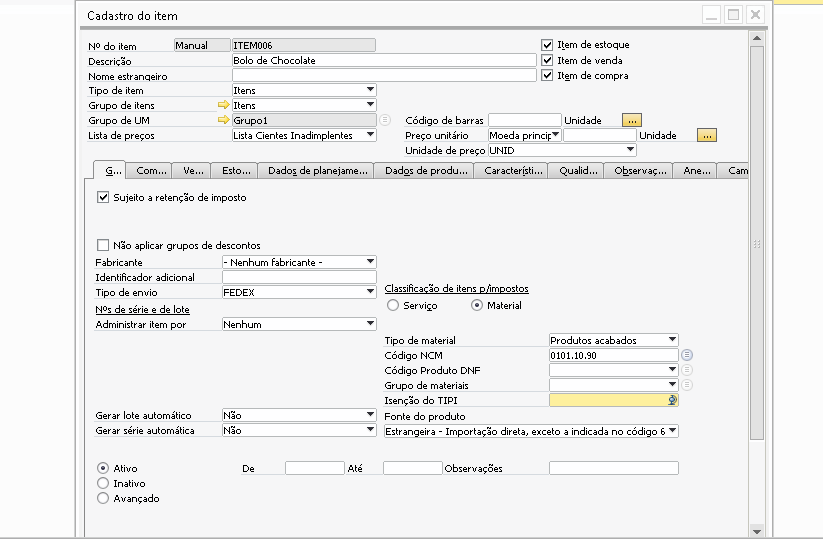 Cadastro do item
Nº do item Manual ITEM006 Item de estoque
Descrição Bolo de Chocolate Item de venda
Nome estrangeiro Item de compra
Tipo de item Itens
Grupo de itens Itens
Grupo de UM Grupo1 Código de barras Unidade ...
Lista de preços Lista Cientes Inadimplentes Preço unitário Moeda princip Unidade ...
Unidade de preço UNID
G... Com... Ve... Esto... Dados de planejame... Dados de produ... Característi... Qualid... Observaç... Ane... Cam
Sujeito a retenção de imposto
Não aplicar grupos de descontos
Fabricante - Nenhum fabricante -
Identificador adicional
Tipo de envio FEDEX Classificação de itens p/impostos
Serviço Material
Nºs de série e de lote
Administrar item por Nenhum
Tipo de material Produtos acabados
Código NCM 0101.10.90
Código Produto DNF
Grupo de materiais
Isenção do TIPI
Gerar lote automático Não Fonte do produto
Gerar série automática Não Estrangeira - Importação direta, exceto a indicada no código 6
Ativo De Até Observações
Inativo
Avançado